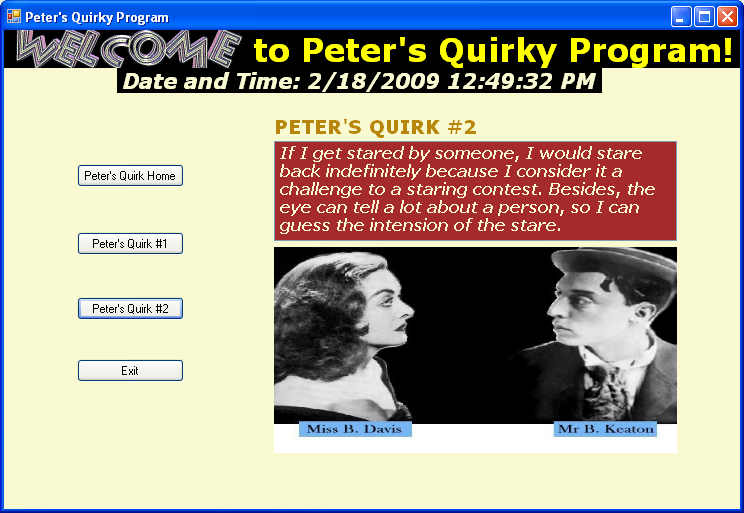 Peter's Quirky Program
WELCOME to Peter's Quirky Program!
Date and Time: 2/18/2009 12:49:32 PM
PETER'S QUIRK #2
If I get stared by someone, I would stare
back indefinitely because I consider it a
challenge to a staring contest. Besides, the
eye can tell a lot about a person, so I can
guess the intension of the stare.
Peter's Quirk Home
Peter's Quirk #1
Peter's Quirk #2
Exit
Miss B. Davis
Mr B. Keaton